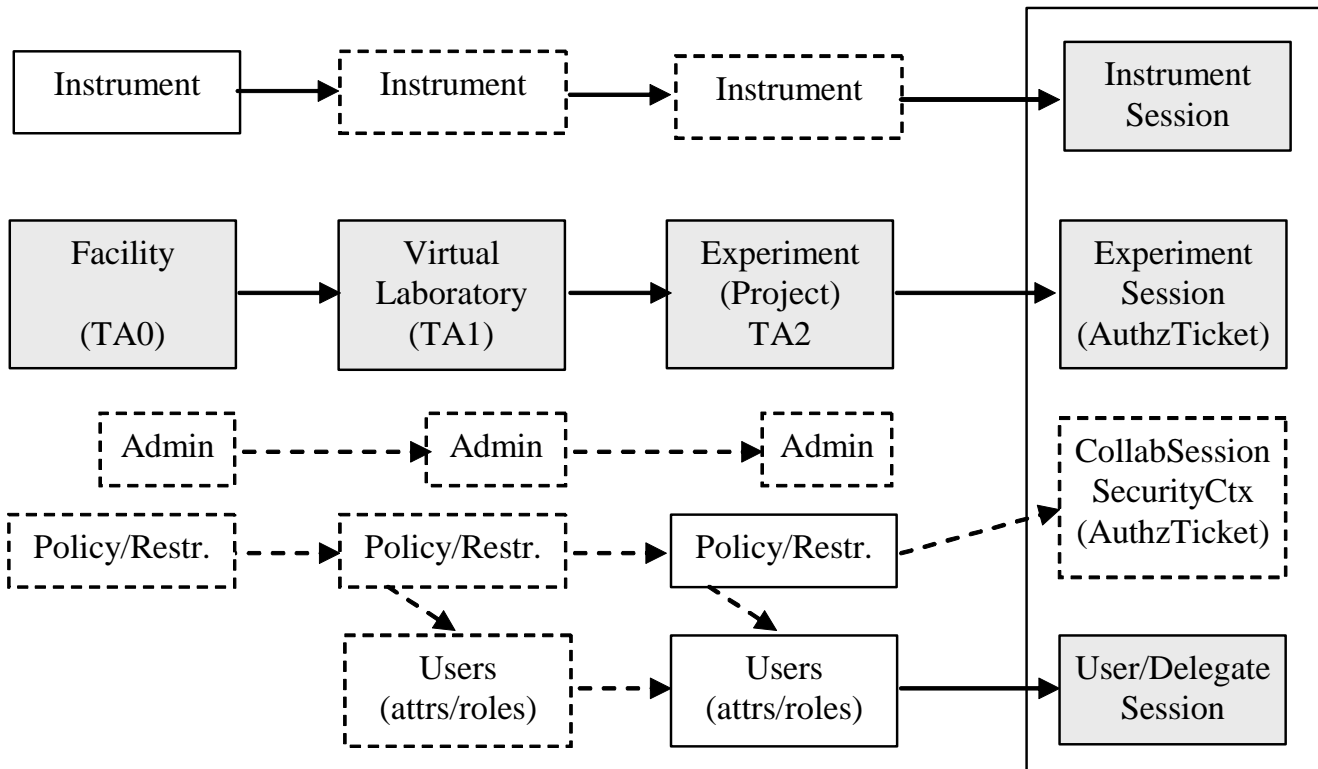 Instrument
Instrument
Instrument
Instrument
Session
Facility
(TA0)
Virtual
Laboratory
(TA1)
Experiment
(Project)
TA2
Experiment
Session
(AuthzTicket)
Admin
Admin
Admin
CollabSession
SecurityCtx
(AuthzTicket)
Policy/Restr.
Policy/Restr.
Policy/Restr.
Users
(attrs/roles)
Users
(attrs/roles)
User/Delegate
Session